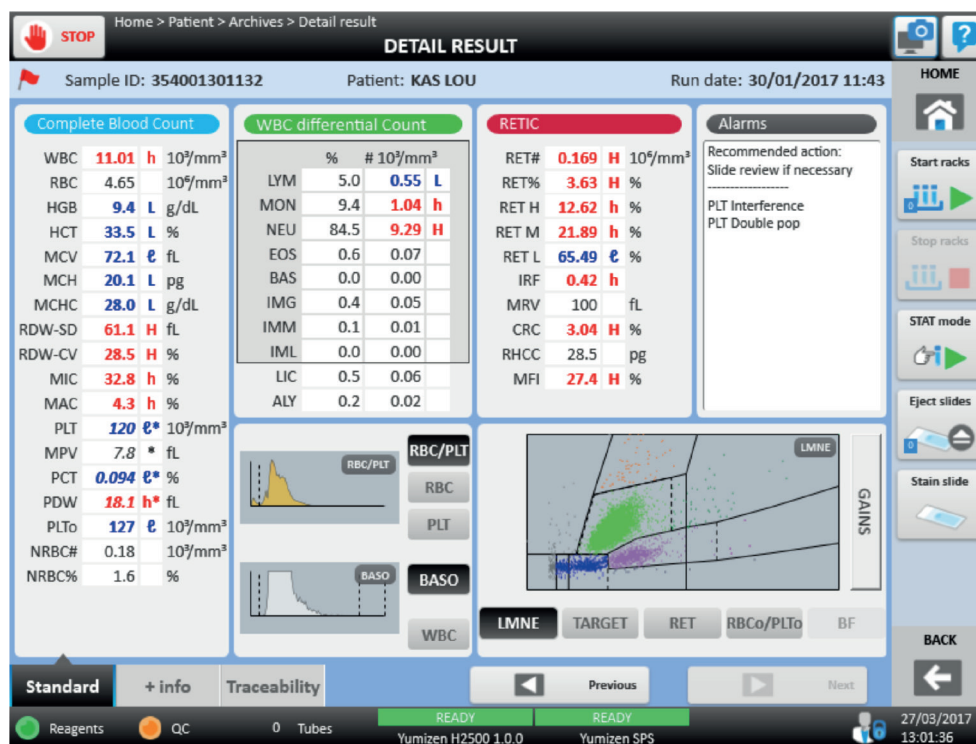 STOP
Home > Patient > Archives > Detail result
DETAIL RESULT
?
Sample ID: 354001301132 Patient: KAS LOU Run date: 30/01/2017 11:43
Complete Blood Count
WBC 11.01 h 10³/mm³
RBC 4.65 10⁶/mm³
HGB 9.4 L g/dL
HCT 33.5 L %
MCV 72.1 ℓ fL
MCH 20.1 L pg
MCHC 28.0 L g/dL
RDW-SD 61.1 H fL
RDW-CV 28.5 H %
MIC 32.8 h %
MAC 4.3 h %
PLT 120 ℓ* 10³/mm³
MPV 7.8 * fL
PCT 0.094 ℓ* %
PDW 18.1 h* fL
PLTo 127 ℓ 10³/mm³
NRBC# 0.18 10³/mm³
NRBC% 1.6 %
WBC differential Count
% # 10³/mm³
LYM 5.0 0.55 L
MON 9.4 1.04 h
NEU 84.5 9.29 H
EOS 0.6 0.07
BAS 0.0 0.00
IMG 0.4 0.05
IMM 0.1 0.01
IML 0.0 0.00
LIC 0.5 0.06
ALY 0.2 0.02
RETIC
RET# 0.169 H 10⁶/mm³
RET% 3.63 H %
RET H 12.62 h %
RET M 21.89 h %
RET L 65.49 ℓ %
IRF 0.42 h
MRV 100 fL
CRC 3.04 H %
RHCC 28.5 pg
MFI 27.4 H %
Alarms
Recommended action:
Slide review if necessary
------------------
PLT Interference
PLT Double pop
RBC/PLT
RBC/PLT
RBC
PLT
BASO
BASO
WBC
LMNE
GAINS
LMNE TARGET RET RBCo/PLTo BF
HOME
Start racks
0
Stop racks
STAT mode
Eject slides
0
Stain slide
BACK
Standard + info Traceability
Previous Next
Reagents QC 0 Tubes
READY READY
Yumizen H2500 1.0.0 Yumizen SPS
27/03/2017
13:01:36